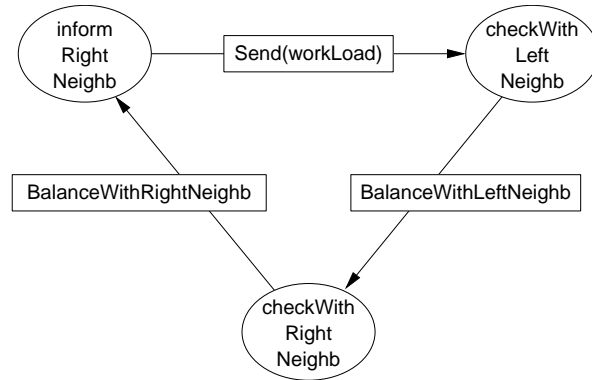 inform
Right
Neighb
Send(workLoad)
checkWith
Left
Neighb
BalanceWithRightNeighb
BalanceWithLeftNeighb
checkWith
Right
Neighb